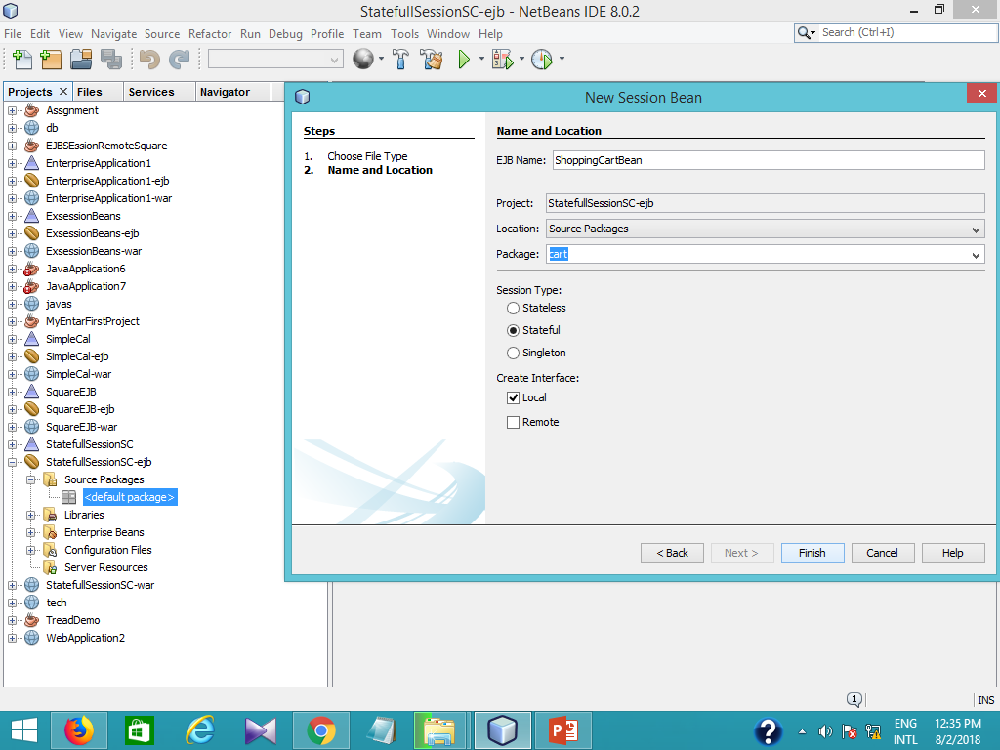 StatefullSessionSC-ejb - NetBeans IDE 8.0.2
File Edit View Navigate Source Refactor Run Debug Profile Team Tools Window Help
Search (Ctrl+I)
Projects Files Services Navigator
Assgnment
db
EJBSEssionRemoteSquare
EnterpriseApplication1
EnterpriseApplication1-ejb
EnterpriseApplication1-war
ExsessionBeans
ExsessionBeans-ejb
ExsessionBeans-war
JavaApplication6
JavaApplication7
javas
MyEntarFirstProject
SimpleCal
SimpleCal-ejb
SimpleCal-war
SquareEJB
SquareEJB-ejb
SquareEJB-war
StatefullSessionSC
StatefullSessionSC-ejb
Source Packages
<default package>
Libraries
Enterprise Beans
Configuration Files
Server Resources
StatefullSessionSC-war
tech
TreadDemo
WebApplication2
New Session Bean
Steps
1. Choose File Type
2. Name and Location
Name and Location
EJB Name: ShoppingCartBean
Project: StatefullSessionSC-ejb
Location: Source Packages
Package: cart
Session Type:
Stateless
Stateful
Singleton
Create Interface:
Local
Remote
< Back Next > Finish Cancel Help
1 INS
ENG 12:35 PM
INTL 8/2/2018